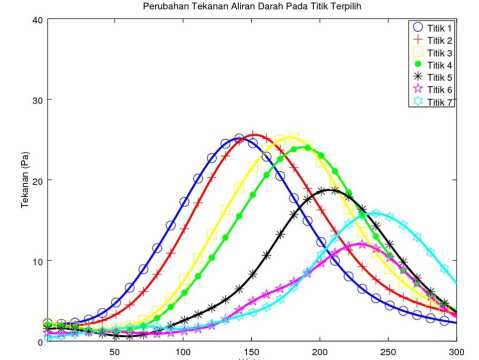 Perubahan Tekanan Aliran Darah Pada Titik Terpilih
40
30
20
10
0
Tekanan (Pa)
50
100
150
200
250
300
Titik 1
Titik 2
Titik 3
Titik 4
Titik 5
Titik 6
Titik 7